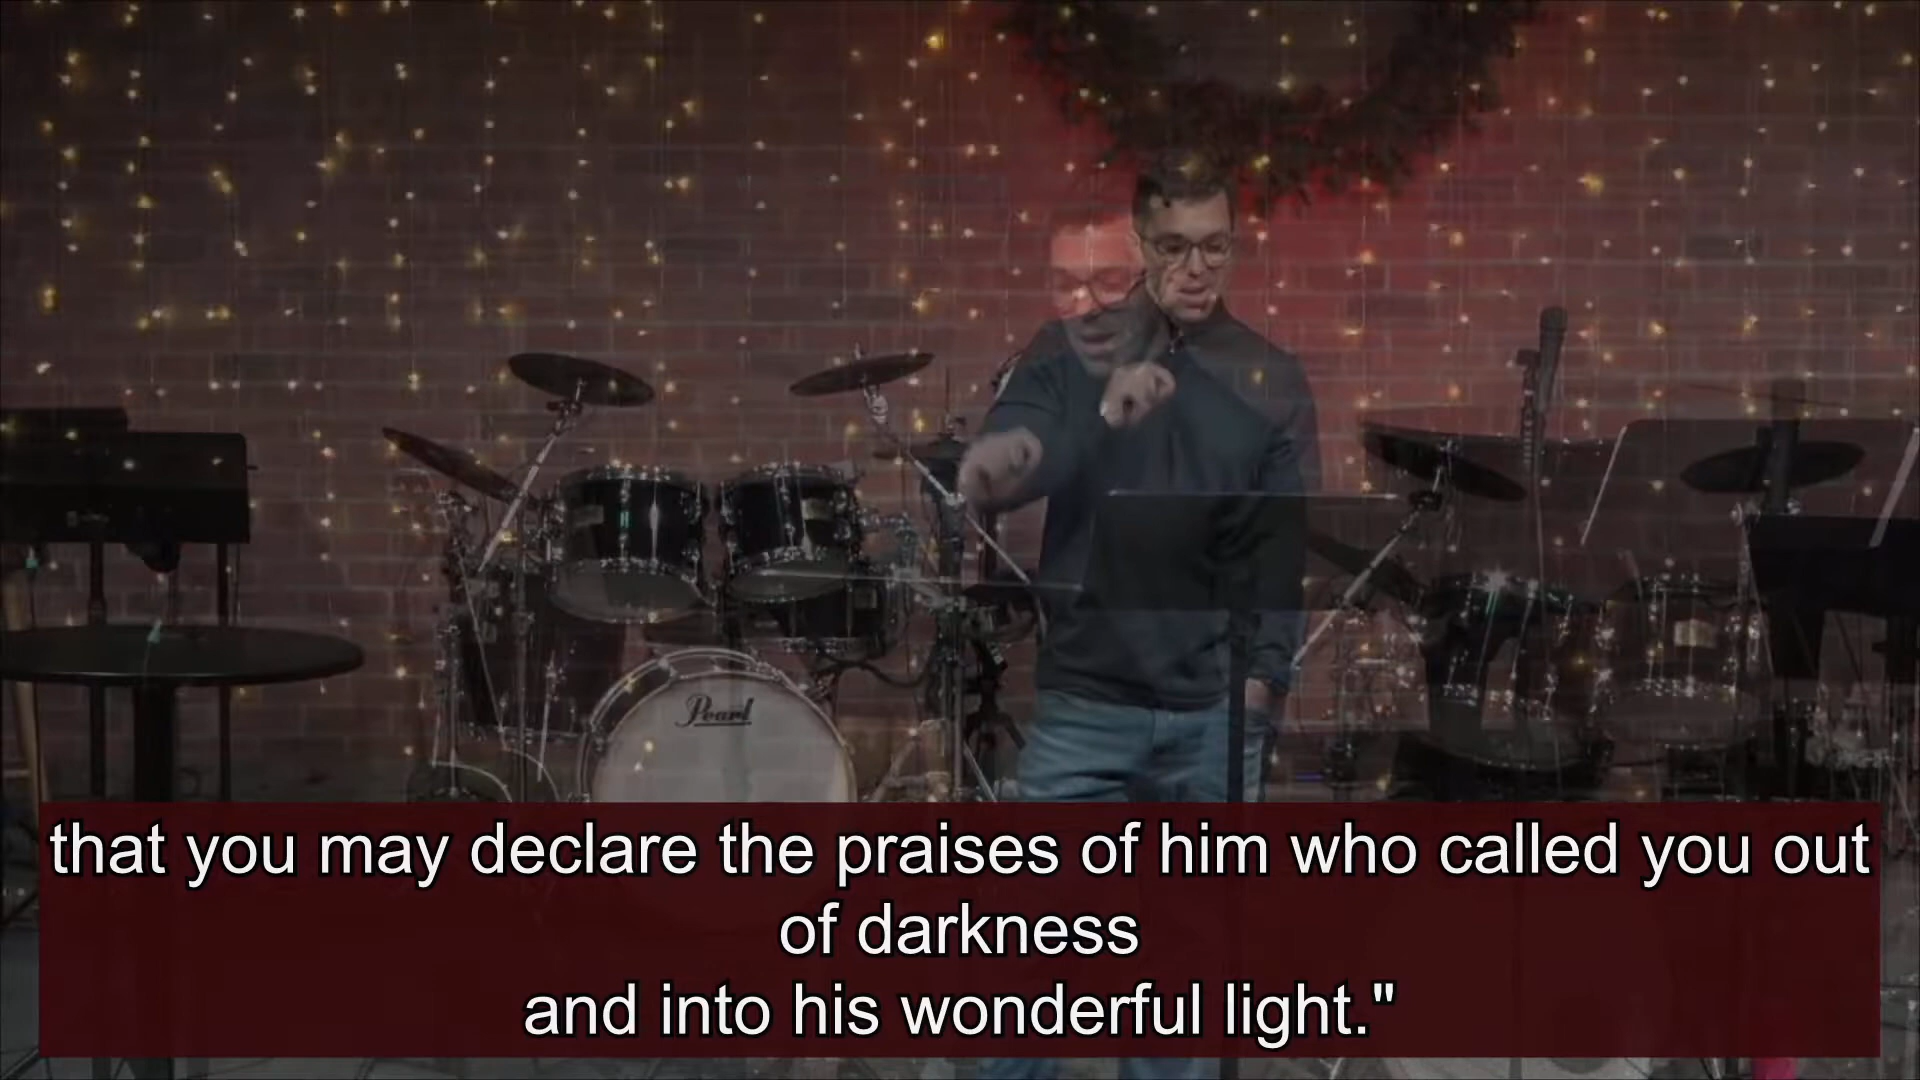 Pearl
that you may declare the praises of him who called you out
of darkness
and into his wonderful light."